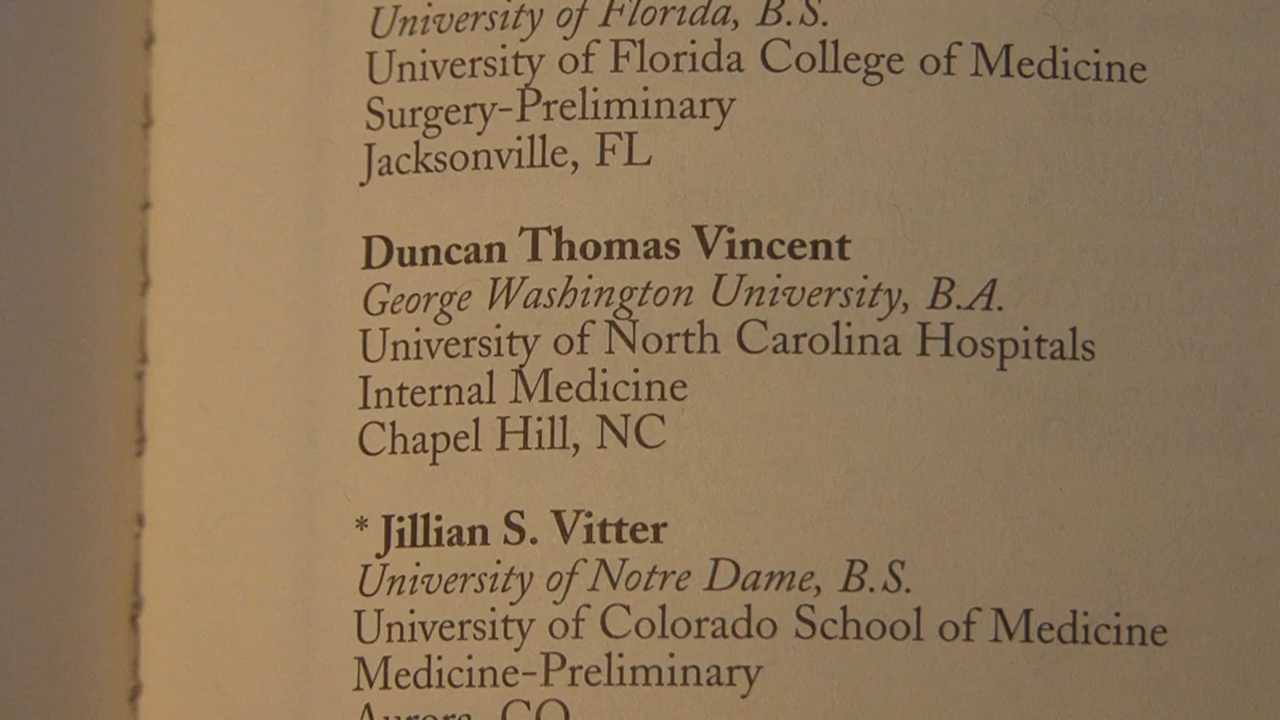 University of Florida, B.S.
University of Florida College of Medicine
Surgery-Preliminary
Jacksonville, FL
Duncan Thomas Vincent
George Washington University, B.A.
University of North Carolina Hospitals
Internal Medicine
Chapel Hill, NC
* Jillian S. Vitter
University of Notre Dame, B.S.
University of Colorado School of Medicine
Medicine-Preliminary
Aurora, CO